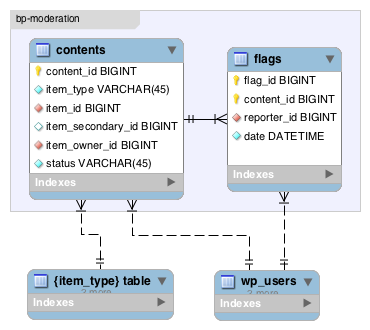 bp-moderation
contents
content_id BIGINT
item_type VARCHAR(45)
item_id BIGINT
item_secondary_id BIGINT
item_owner_id BIGINT
status VARCHAR(45)
Indexes
flags
flag_id BIGINT
content_id BIGINT
reporter_id BIGINT
date DATETIME
Indexes
{item_type} table
Indexes
wp_users
Indexes